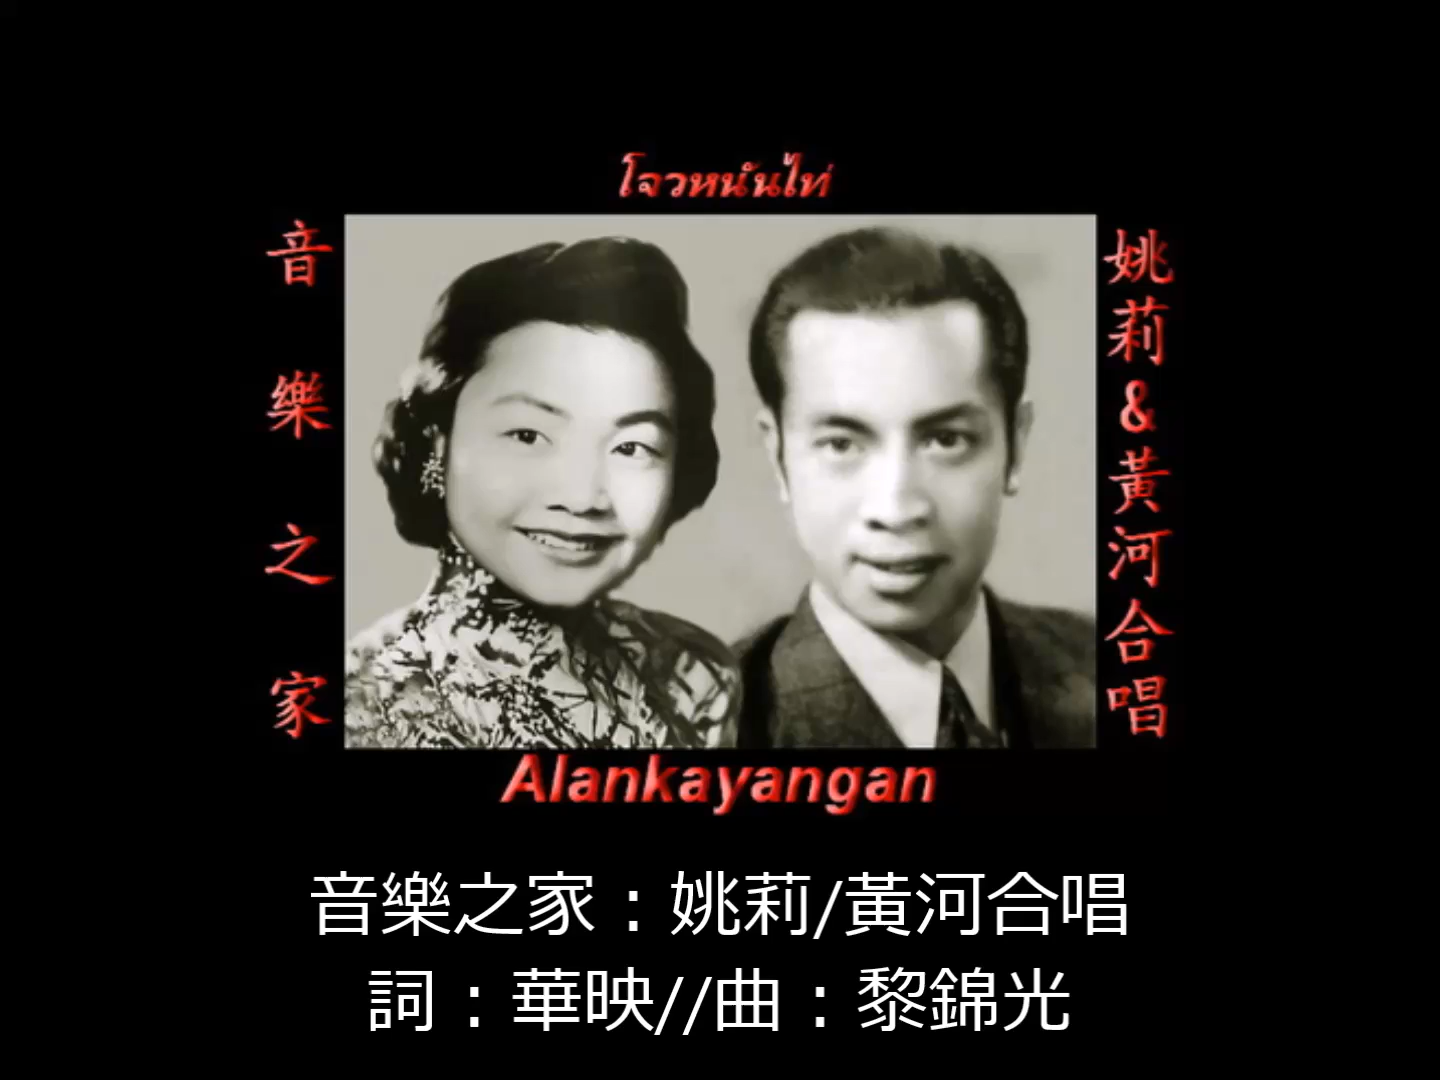 โจวหนันไท่
音樂之家
姚莉&黃河合唱
Alankayangan
音樂之家：姚莉/黃河合唱
詞：華映//曲：黎錦光